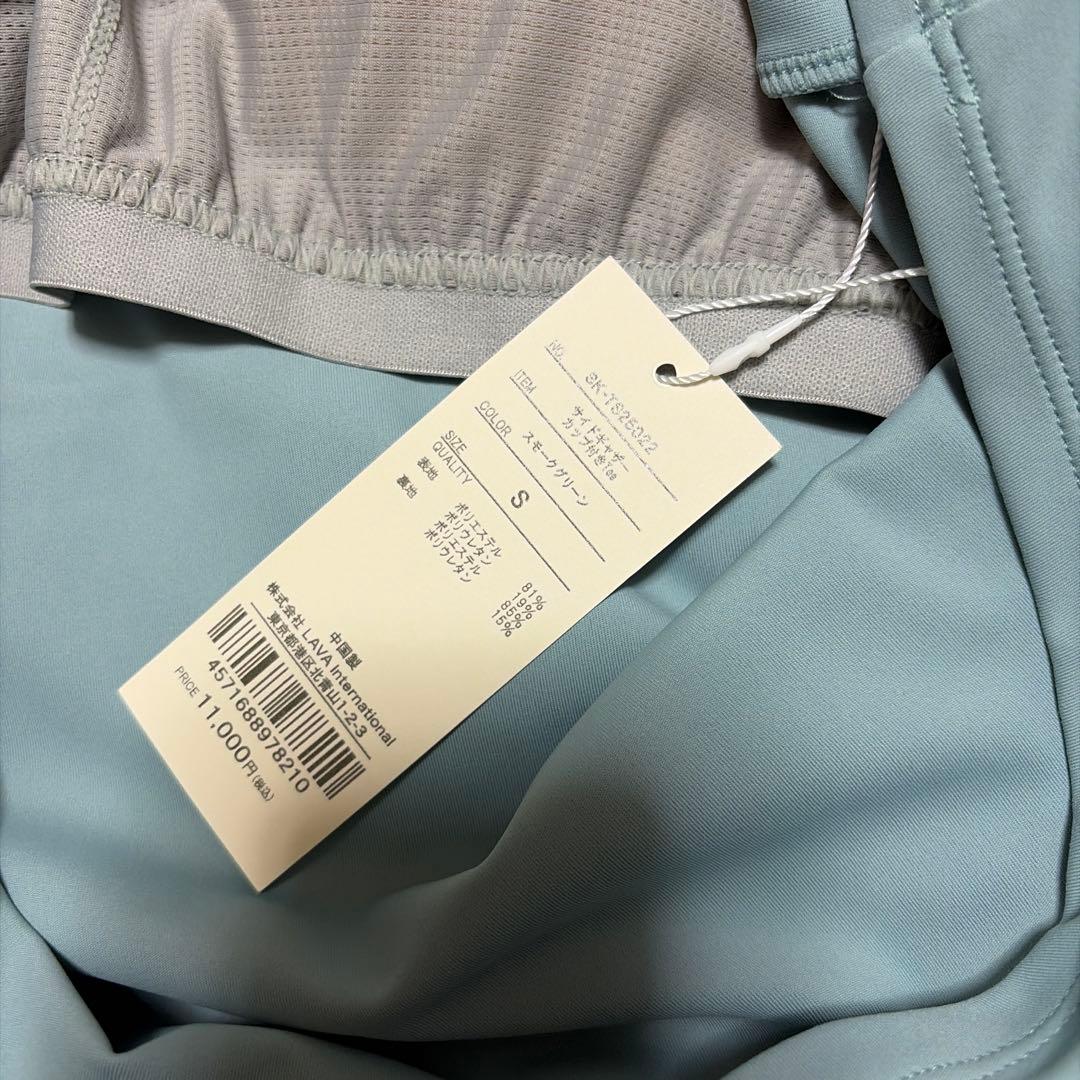 NO. SK-TS25022
ITEM サイドギャザー
カップ付きTee
COLOR スモークグリーン
SIZE S
QUALITY
表地 ポリエステル 81%
ポリウレタン 19%
裏地 ポリエステル 85%
ポリウレタン 15%
中国製
株式会社 LAVA International
東京都港区北青山1-2-3
4571688978210
PRICE 11,000円(税込)